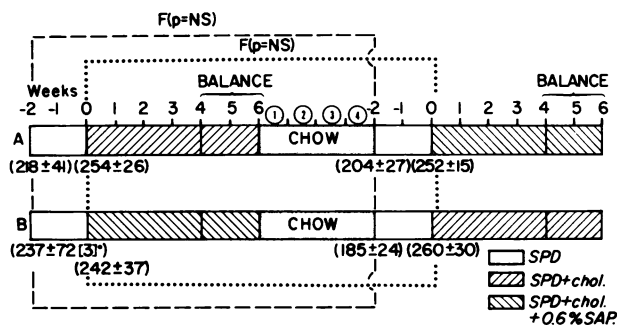 F(p=NS)
F(p=NS)
Weeks BALANCE BALANCE
-2 -1 0 1 2 3 4 5 6 1 2 3 4 -2 -1 0 1 2 3 4 5 6
A CHOW
(218±41) (254±26) (204±27) (252±15)
B CHOW
(237±72 [3]*) (185±24) (260±30)
(242±37)
SPD
SPD+chol.
SPD+chol.
+0.6% SAP.